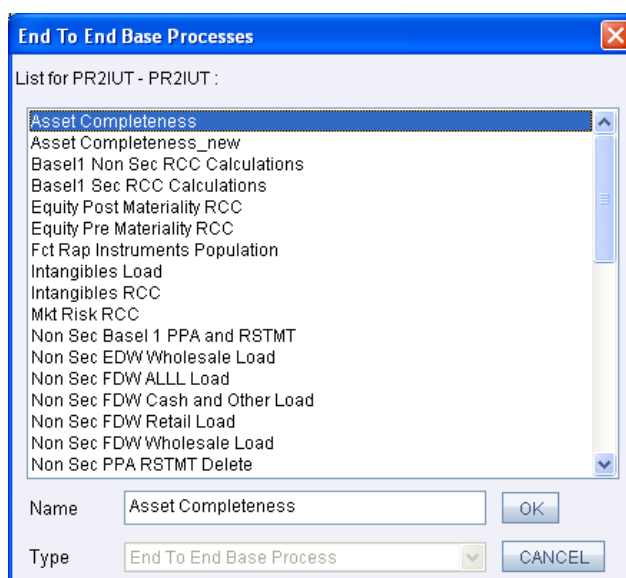 End To End Base Processes
List for PR2IUT - PR2IUT :
Asset Completeness
Asset Completeness_new
Basel1 Non Sec RCC Calculations
Basel1 Sec RCC Calculations
Equity Post Materiality RCC
Equity Pre Materiality RCC
Fct Rap Instruments Population
Intangibles Load
Intangibles RCC
Mkt Risk RCC
Non Sec Basel 1 PPA and RSTMT
Non Sec EDW Wholesale Load
Non Sec FDW ALLL Load
Non Sec FDW Cash and Other Load
Non Sec FDW Retail Load
Non Sec FDW Wholesale Load
Non Sec PPA RSTMT Delete
Name Asset Completeness OK
Type End To End Base Process CANCEL